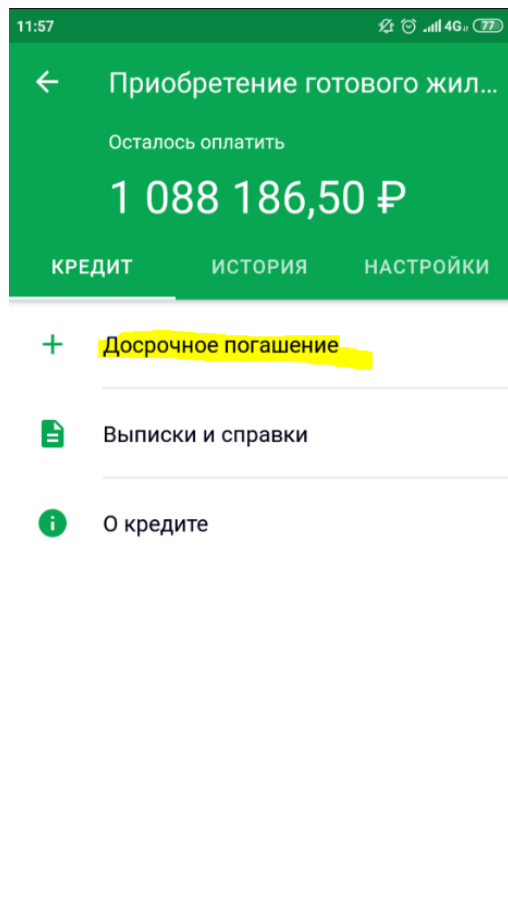 11:57
4G
77
Приобретение готового жил...
Осталось оплатить
1 088 186,50 ₽
КРЕДИТ
ИСТОРИЯ
НАСТРОЙКИ
Досрочное погашение
Выписки и справки
О кредите